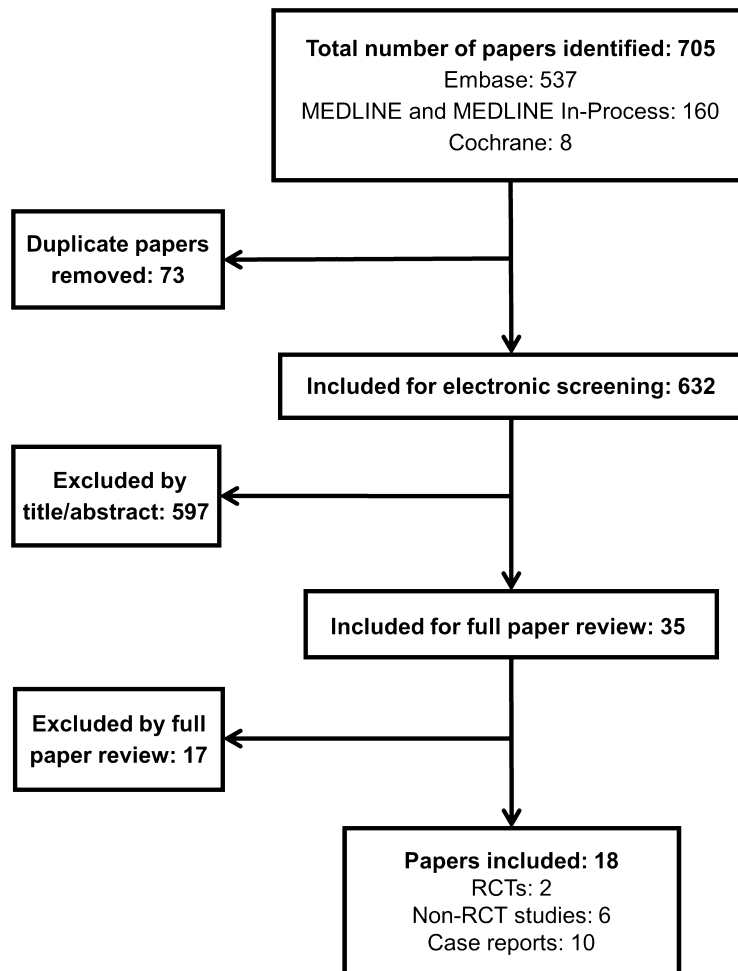 Total number of papers identified: 705
Embase: 537
MEDLINE and MEDLINE In-Process: 160
Cochrane: 8
Duplicate papers
removed: 73
Included for electronic screening: 632
Excluded by
title/abstract: 597
Included for full paper review: 35
Excluded by full
paper review: 17
Papers included: 18
RCTs: 2
Non-RCT studies: 6
Case reports: 10